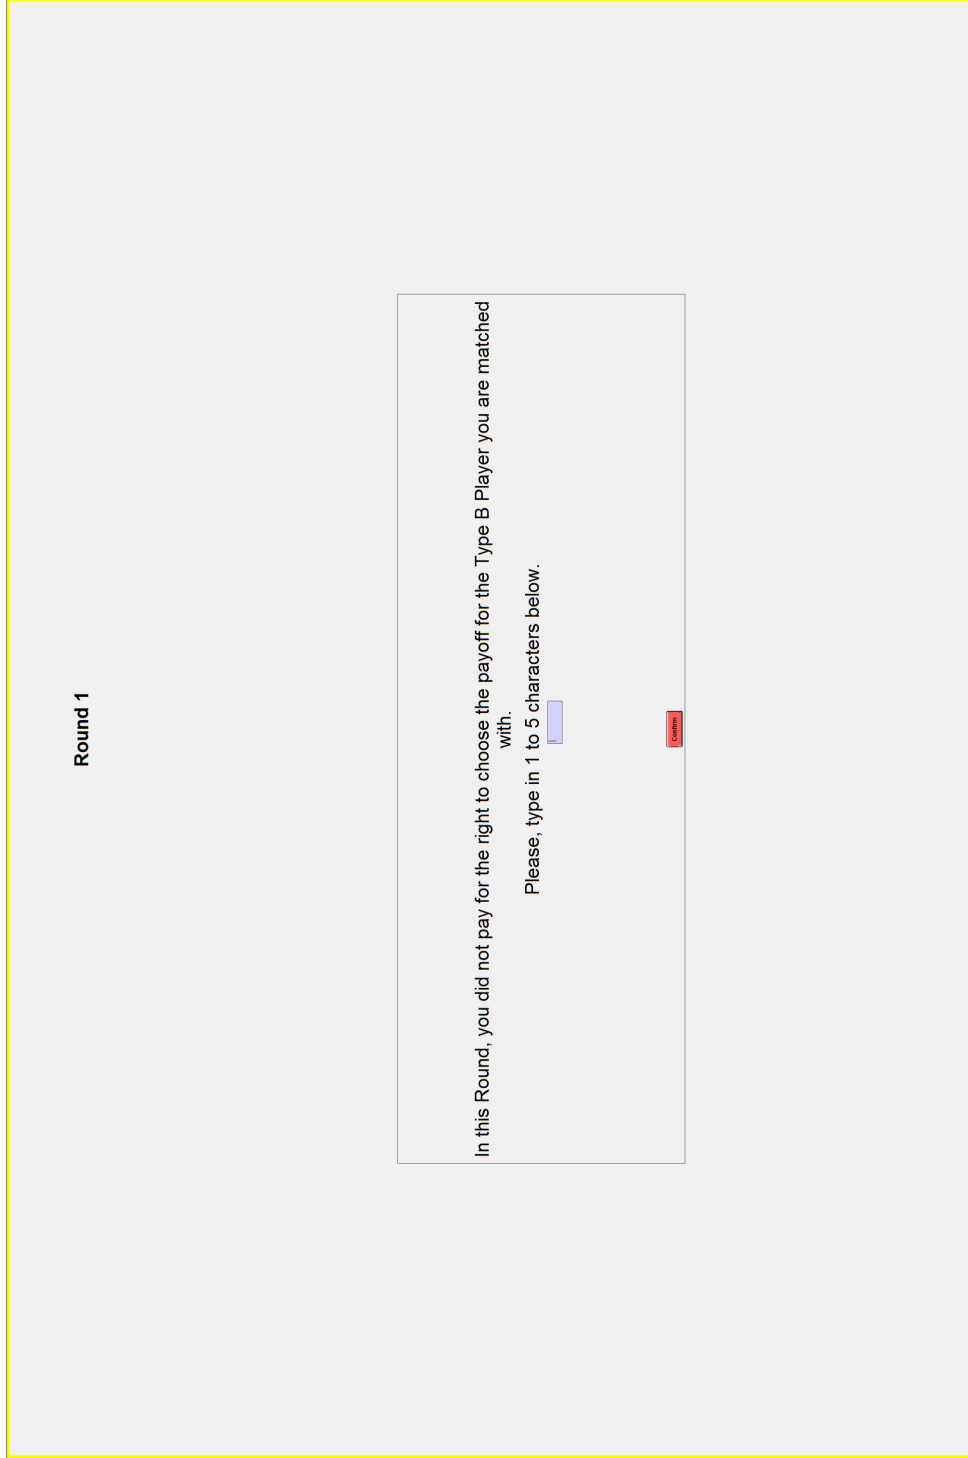 Round 1
In this Round, you did not pay for the right to choose the payoff for the Type B Player you are matched
with.
Please, type in 1 to 5 characters below.
Confirm